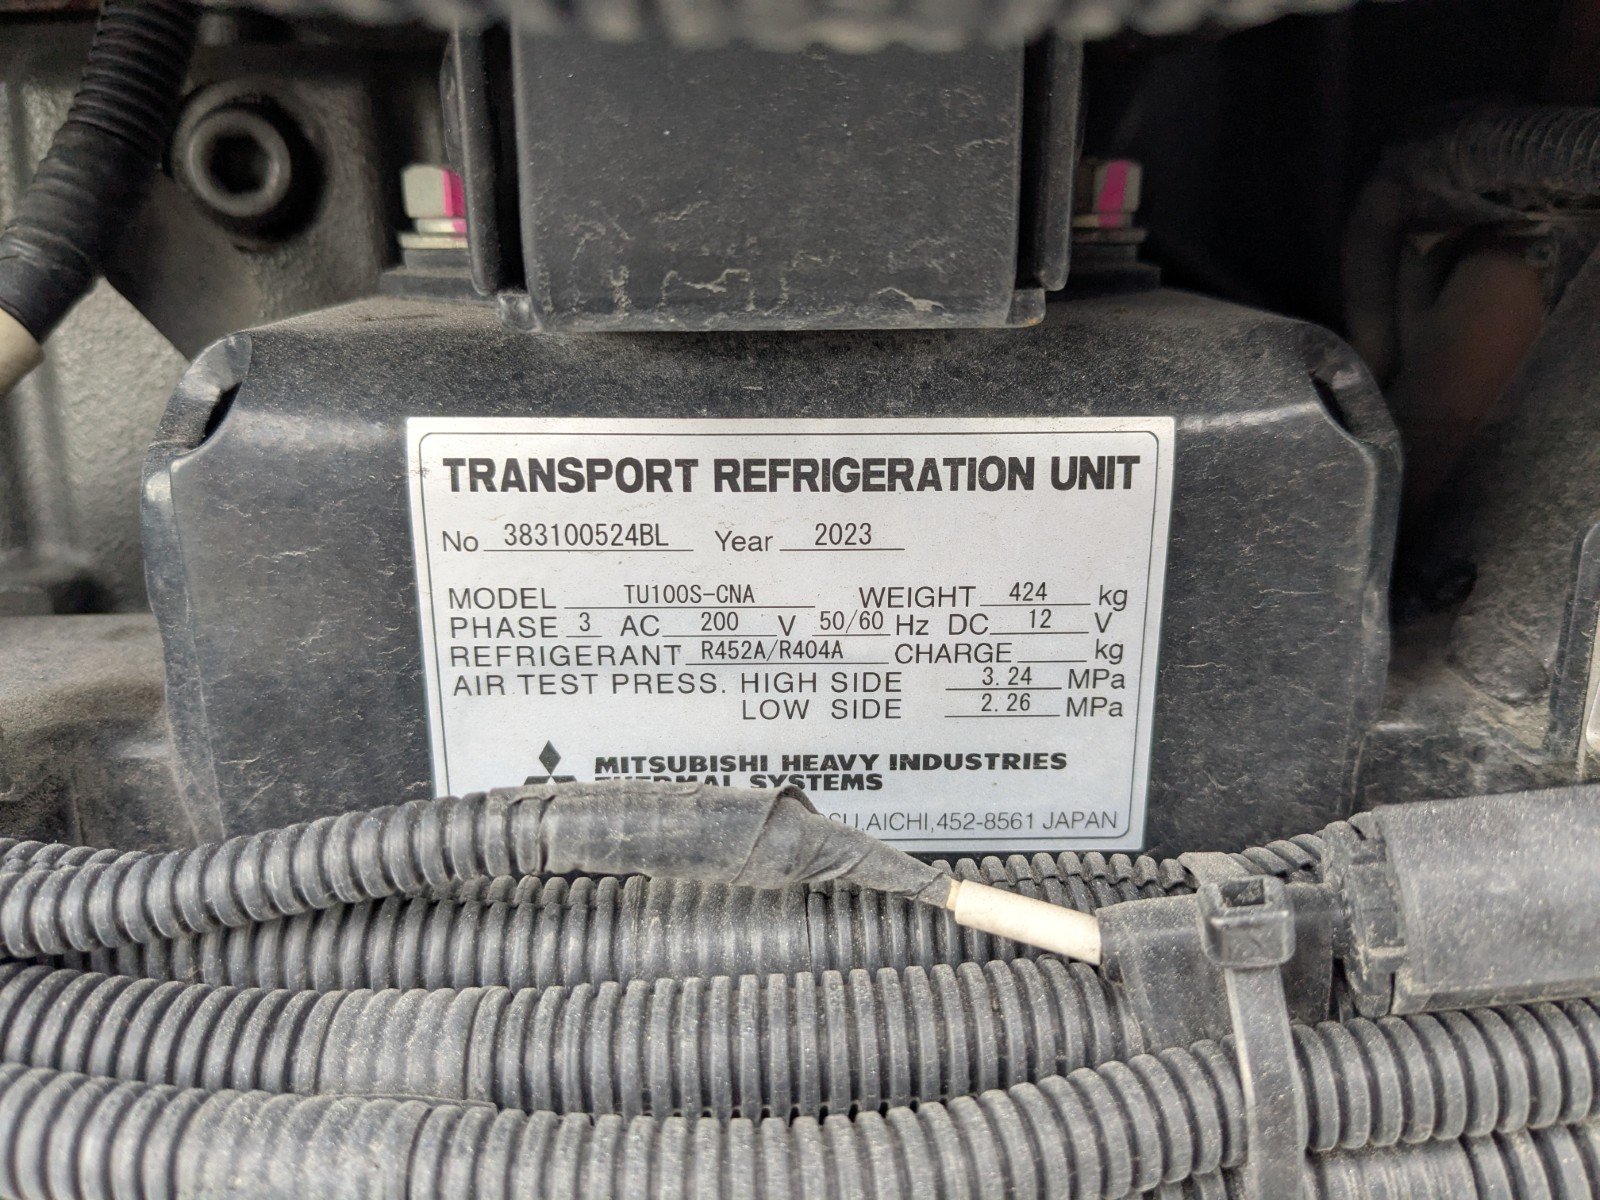 TRANSPORT REFRIGERATION UNIT
No 383100524BL Year 2023
MODEL TU100S-CNA WEIGHT 424 kg
PHASE 3 AC 200 V 50/60 Hz DC 12 V
REFRIGERANT R452A/R404A CHARGE kg
AIR TEST PRESS. HIGH SIDE 3.24 MPa
LOW SIDE 2.26 MPa
MITSUBISHI HEAVY INDUSTRIES
THERMAL SYSTEMS
AICHI,452-8561 JAPAN